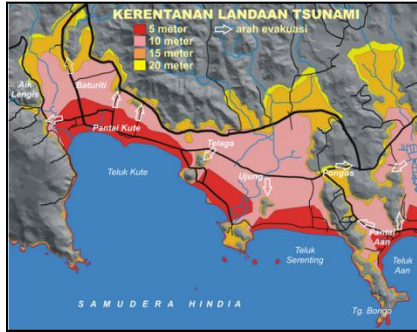 KERENTANAN LANDAAN TSUNAMI
5 meter
arah evakuasi
10 meter
15 meter
20 meter
Aik
Lengis
Baturiti
Pantai Kute
Telaga
Teluk Kute
Ujung
Pongos
Pantai
Aan
Teluk
Serenting
Teluk
Aan
SAMUDERA HINDIA
Tg. Bongo